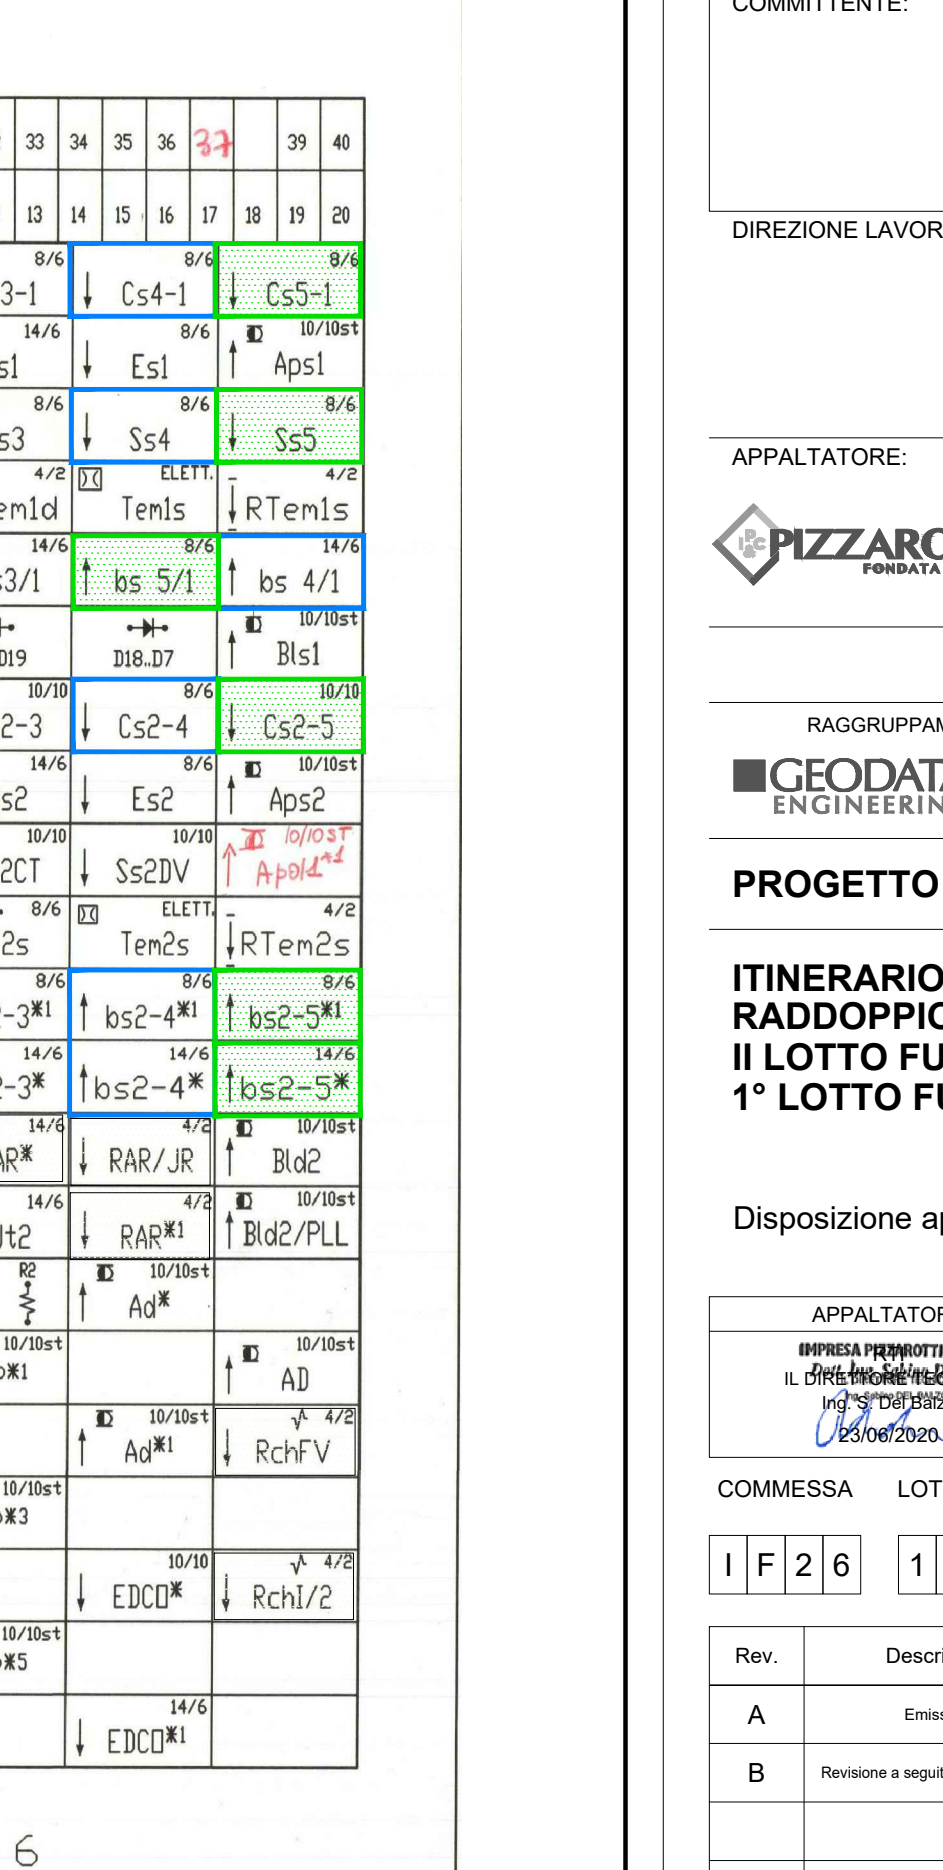 33 34 35 36 37 39 40
13 14 15 16 17 18 19 20
8/6 8/6 8/6
3-1 Cs4-1 Cs5-1
14/6 8/6 10/10st
s1 Es1 Aps1
8/6 8/6 8/6
s3 Ss4 Ss5
4/2 ELETT. 4/2
em1d Tem1s RTem1s
14/6 8/6 14/6
s3/1 bs 5/1 bs 4/1
10/10st
D19 D18..D7 Bls1
10/10 8/6 10/10
2-3 Cs2-4 Cs2-5
14/6 8/6 10/10st
s2 Es2 Aps2
10/10 10/10 10/10ST
2CT Ss2DV Apol1*1
8/6 ELETT. 4/2
2s Tem2s RTem2s
8/6 8/6 8/6
-3*1 bs2-4*1 bs2-5*1
14/6 14/6 14/6
2-3* bs2-4* bs2-5*
14/6 4/2 10/10st
AR* RAR/JR Bld2
14/6 4/2 10/10st
Jt2 RAR*1 Bld2/PLL
R2 10/10st
Ad*
10/10st 10/10st
*1 AD
10/10st 4/2
Ad*1 RchFV
10/10st
*3
10/10 4/2
EDCO* RchI/2
10/10st
*5
14/6
EDCO*1
6
COMMITTENTE:
DIREZIONE LAVOR
APPALTATORE:
PIZZARO
FONDATA
RAGGRUPPAM
GEODATA
ENGINEERIN
PROGETTO
ITINERARIO
RADDOPPIO
II LOTTO FU
1° LOTTO FU
Disposizione ap
APPALTATOR
IMPRESA PIZZAROTTI
RTI
IL DIRETTORE TEC
Ing. S. Del Balz
23/06/2020
COMMESSA LOT
I F 2 6 1
Rev. Descri
A Emiss
B Revisione a seguit